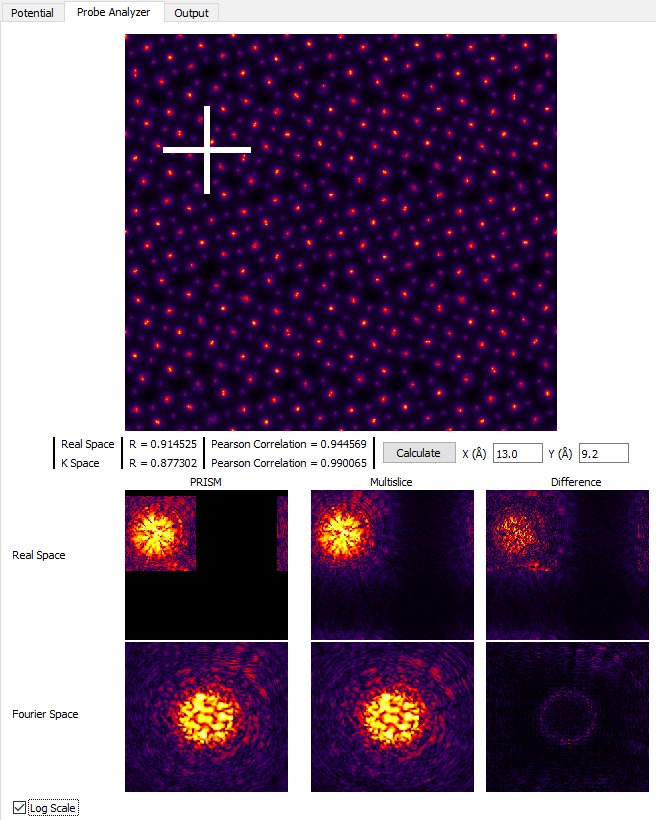 Potential Probe Analyzer Output
Real Space R = 0.914525 Pearson Correlation = 0.944569
K Space R = 0.877302 Pearson Correlation = 0.990065
Calculate X (Å) 13.0 Y (Å) 9.2
PRISM Multislice Difference
Real Space
Fourier Space
Log Scale